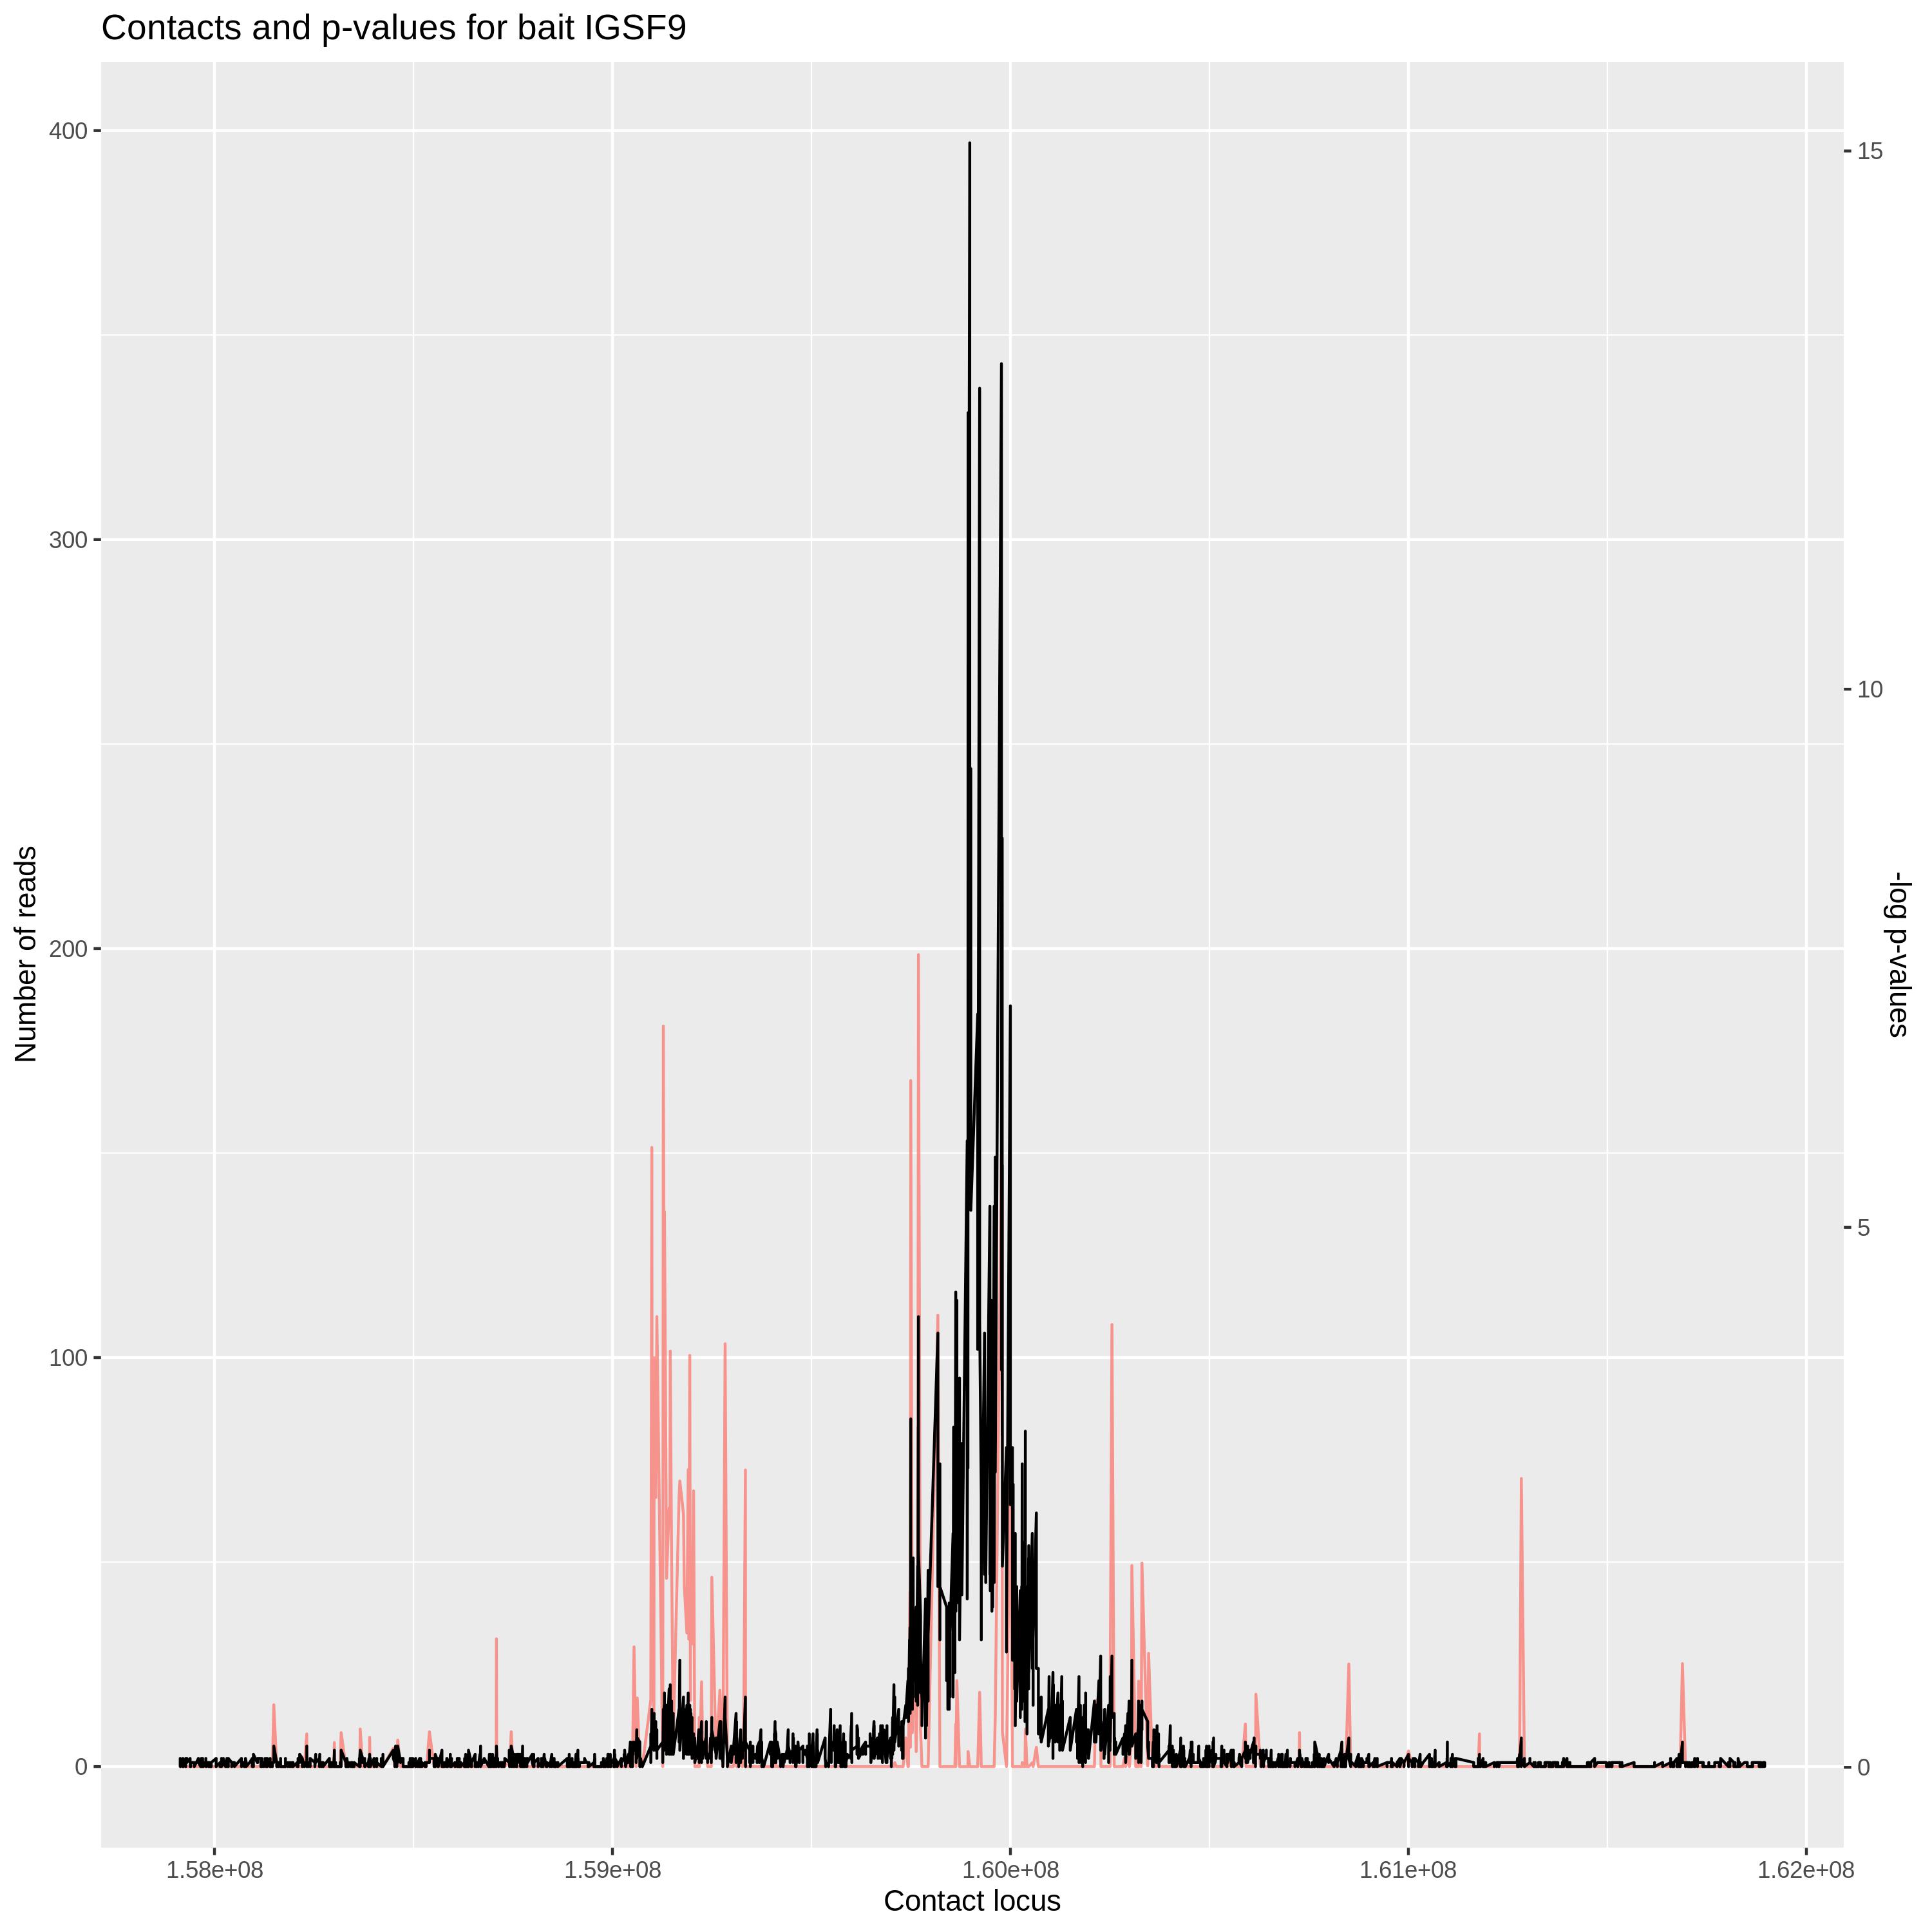 Contacts and p-values for bait IGSF9
400
300
200
100
0
Number of reads
15
10
5
0
-log p-values
1.58e+08
1.59e+08
1.60e+08
1.61e+08
1.62e+08
Contact locus